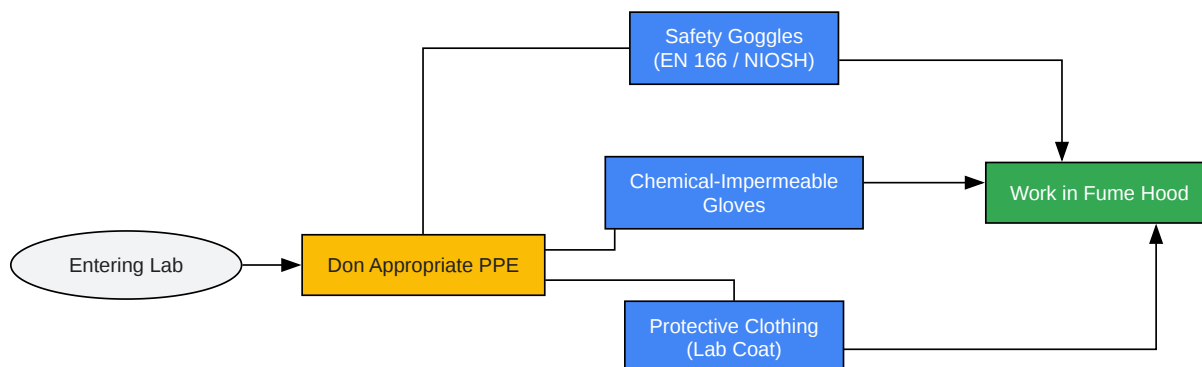 Safety Goggles
(EN 166 / NIOSH)
Chemical-Impermeable
Gloves
Work in Fume Hood
Entering Lab
Don Appropriate PPE
Protective Clothing
(Lab Coat)